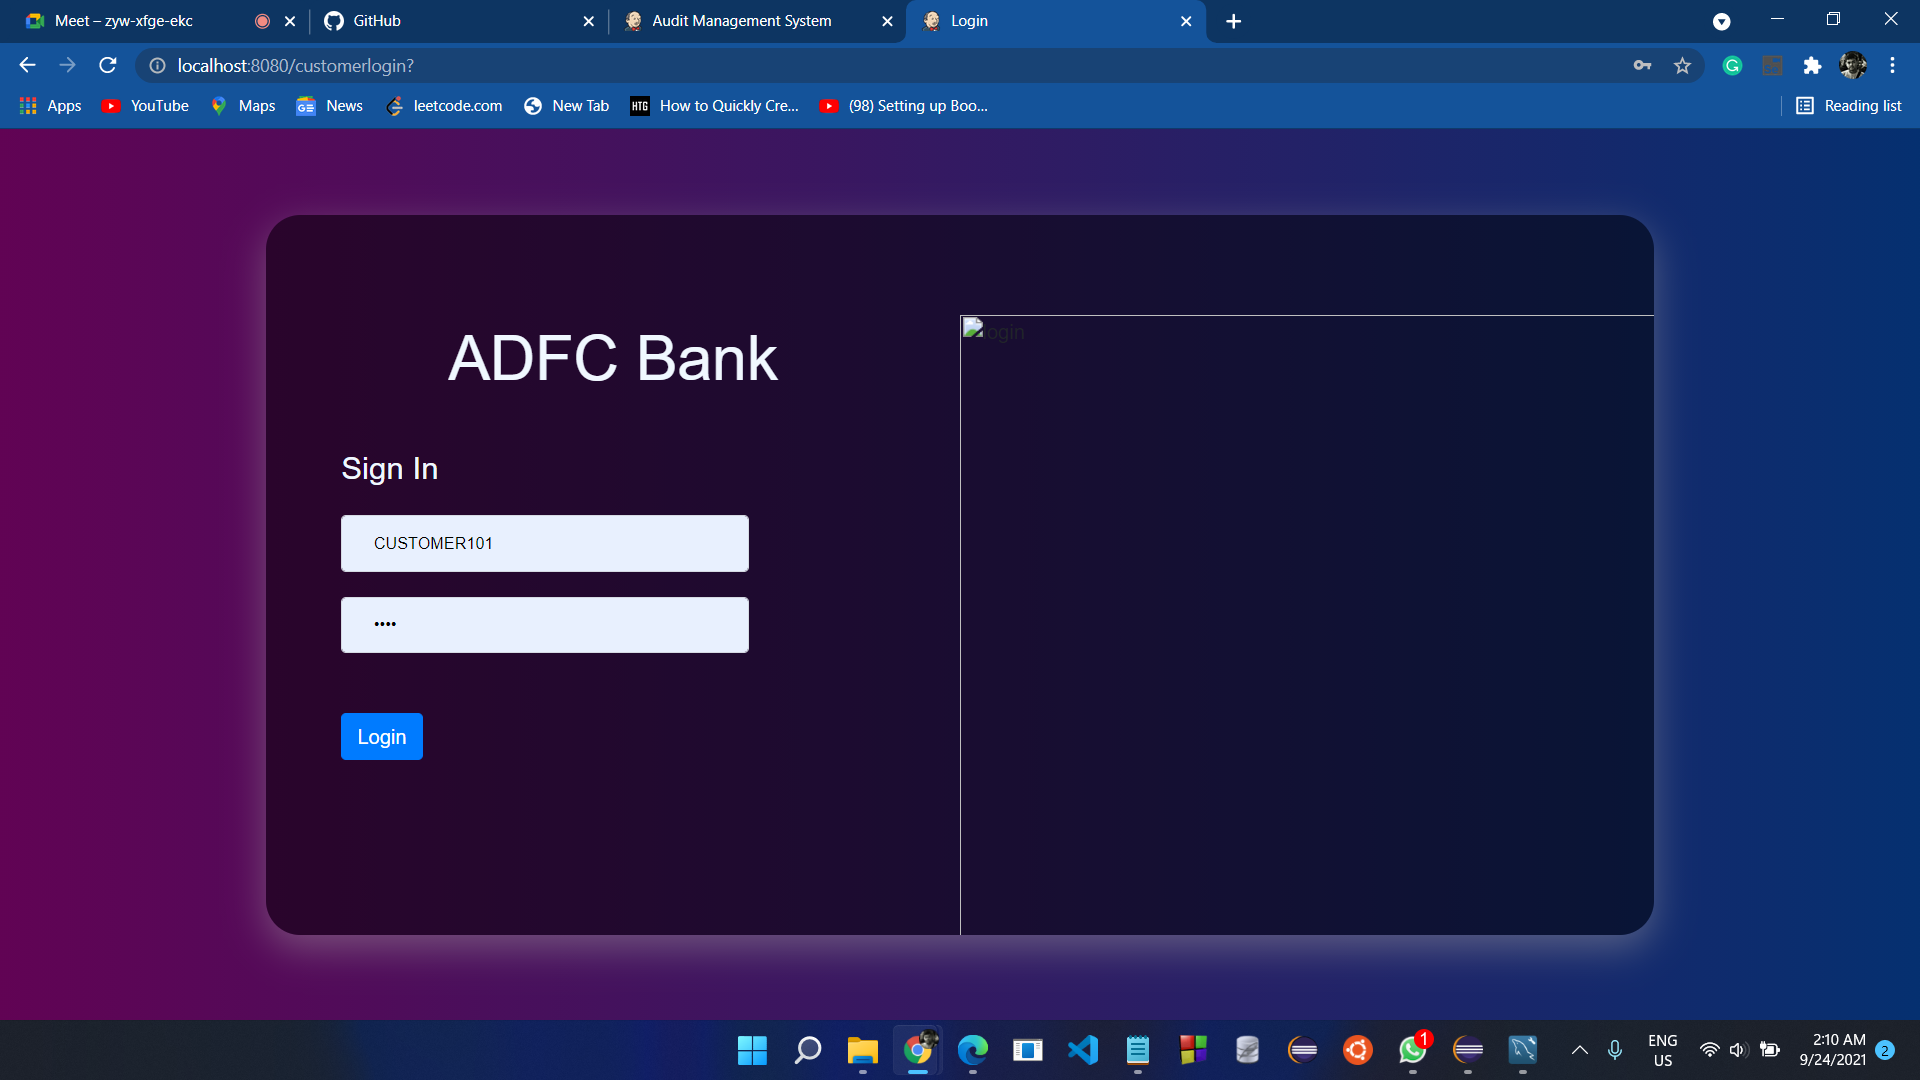 Meet – zyw-xfge-ekc
GitHub
Audit Management System
Login
localhost:8080/customerlogin?
Apps
YouTube
Maps
News
leetcode.com
New Tab
HTG
How to Quickly Cre...
(98) Setting up Boo...
Reading list
login
ADFC Bank
Sign In
CUSTOMER101
••••
Login
1
ENG
US
2:10 AM
9/24/2021
2